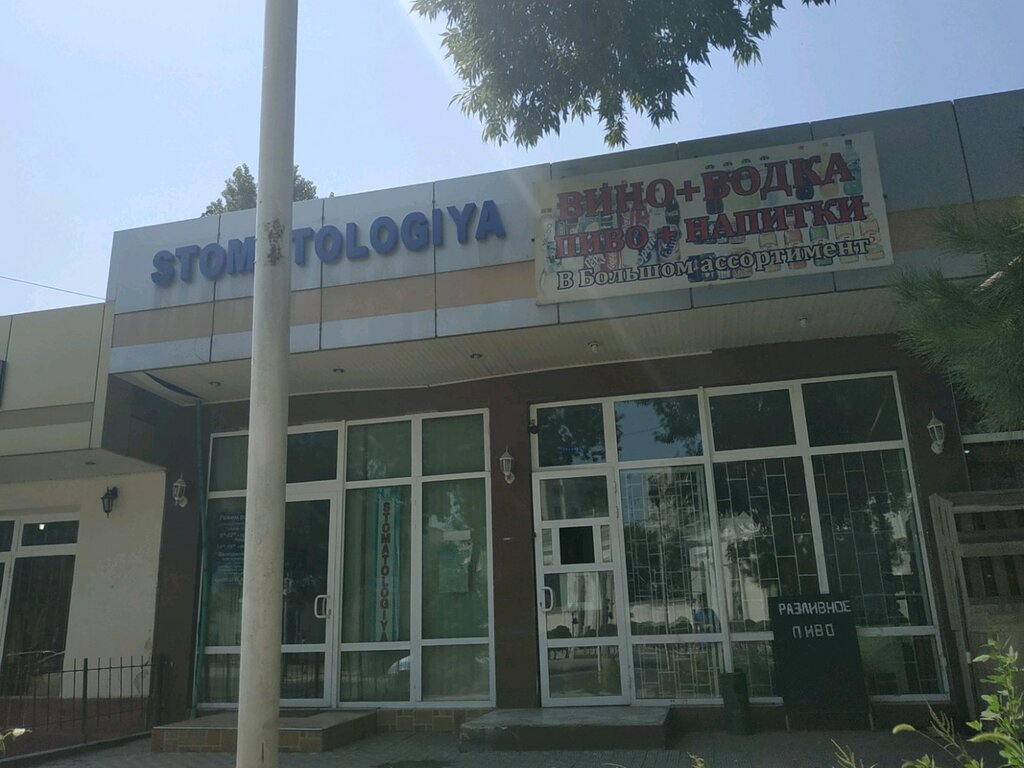 STOMATOLOGIYA
ВИНО+ВОДКА
ПИВО + НАПИТКИ
В Большом ассортимент
STOMATOLOGIYA
РАЗЛИВНОЕ
ПИВО